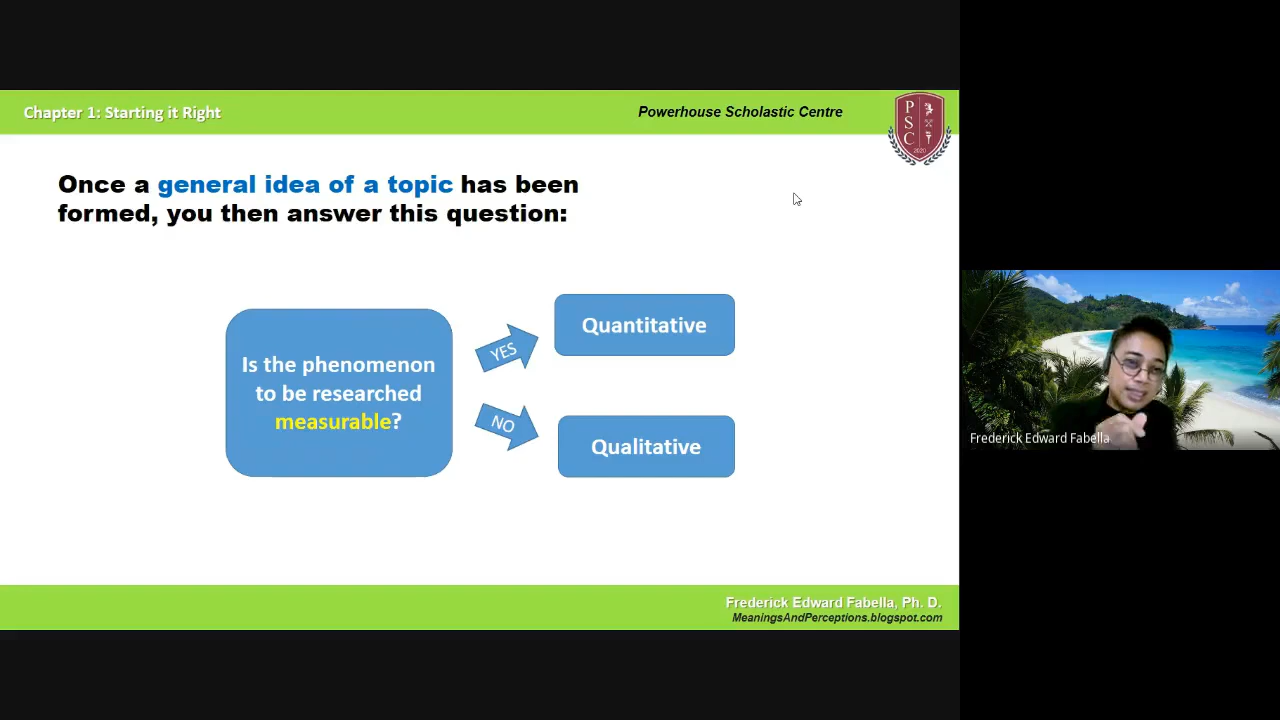 Chapter 1: Starting it Right
Powerhouse Scholastic Centre
P
S
C
2020
Once a general idea of a topic has been
formed, you then answer this question:
Is the phenomenon
to be researched
measurable?
YES
Quantitative
NO
Qualitative
Frederick Edward Fabella
Frederick Edward Fabella, Ph. D.
MeaningsAndPerceptions.blogspot.com